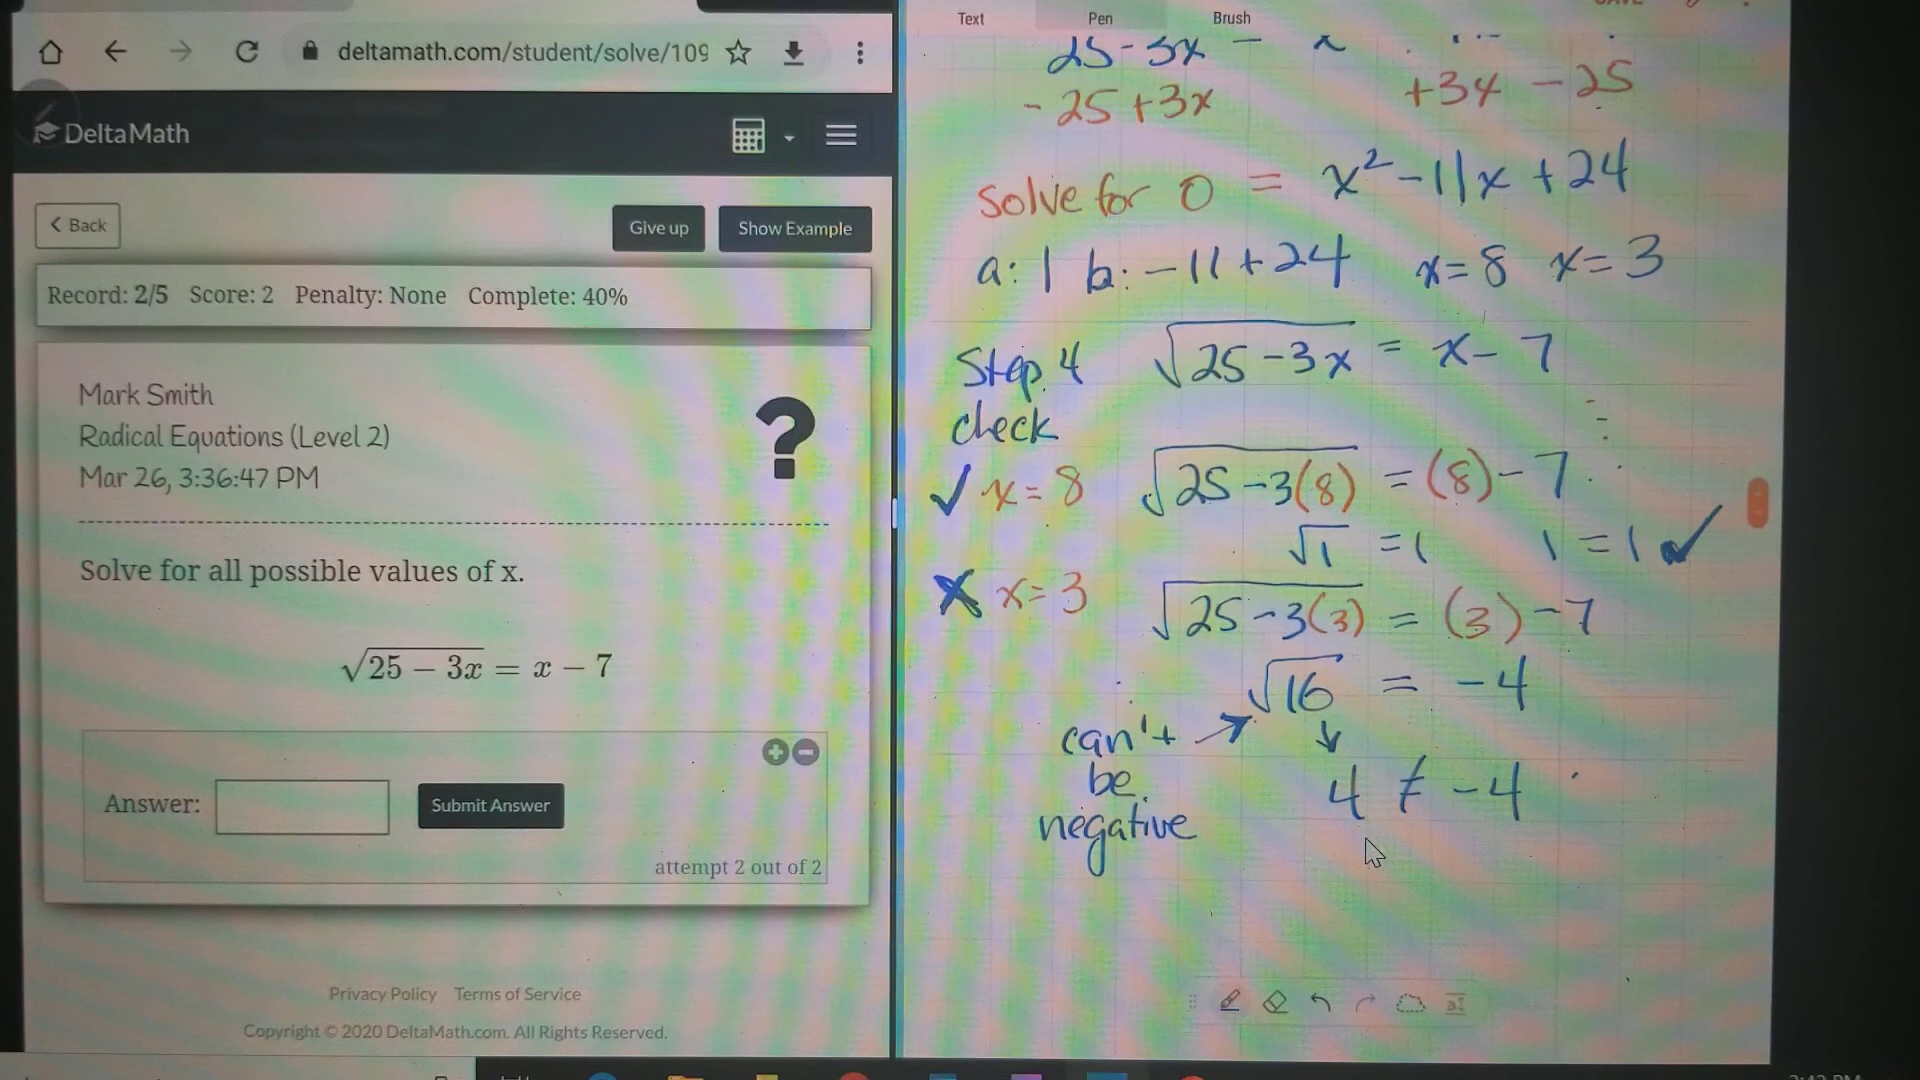 deltamath.com/student/solve/109
DeltaMath
Back
Give up
Show Example
Record: 2/5 Score: 2 Penalty: None Complete: 40%
Mark Smith
Radical Equations (Level 2)
Mar 26, 3:36:47 PM
?
Solve for all possible values of x.
√25 − 3x = x − 7
Answer:
Submit Answer
attempt 2 out of 2
Privacy Policy Terms of Service
Copyright © 2020 DeltaMath.com. All Rights Reserved.
Text Pen Brush
25-3x
-25+3x +34 -25
Solve for 0 = x²-11x+24
a: 1 b: -11 +24 x=8 x=3
Step 4 √25-3x = x-7
check
✓ x=8 √25-3(8) = (8)-7
√1 =1 1=1 ✓
X x=3 √25-3(3) = (3)-7
√16 = -4
can't
be 4 ≠ -4
negative